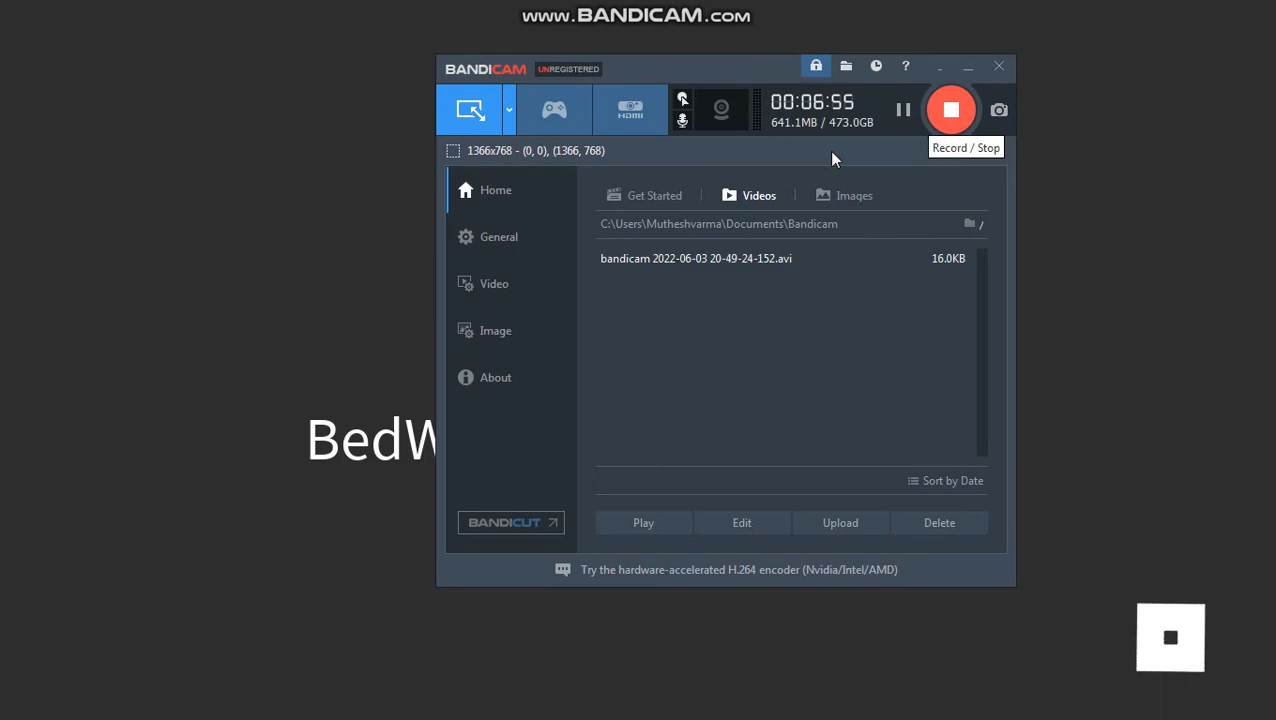 www.BANDICAM.com
BANDICAM UNREGISTERED
?
HDMI
00:06:55
641.1MB / 473.0GB
Record / Stop
1366x768 - (0, 0), (1366, 768)
Home
General
Video
Image
About
BANDICUT
Get Started
Videos
Images
C:\Users\Mutheshvarma\Documents\Bandicam
/
bandicam 2022-06-03 20-49-24-152.avi 16.0KB
Sort by Date
Play Edit Upload Delete
Try the hardware-accelerated H.264 encoder (Nvidia/Intel/AMD)
BedW